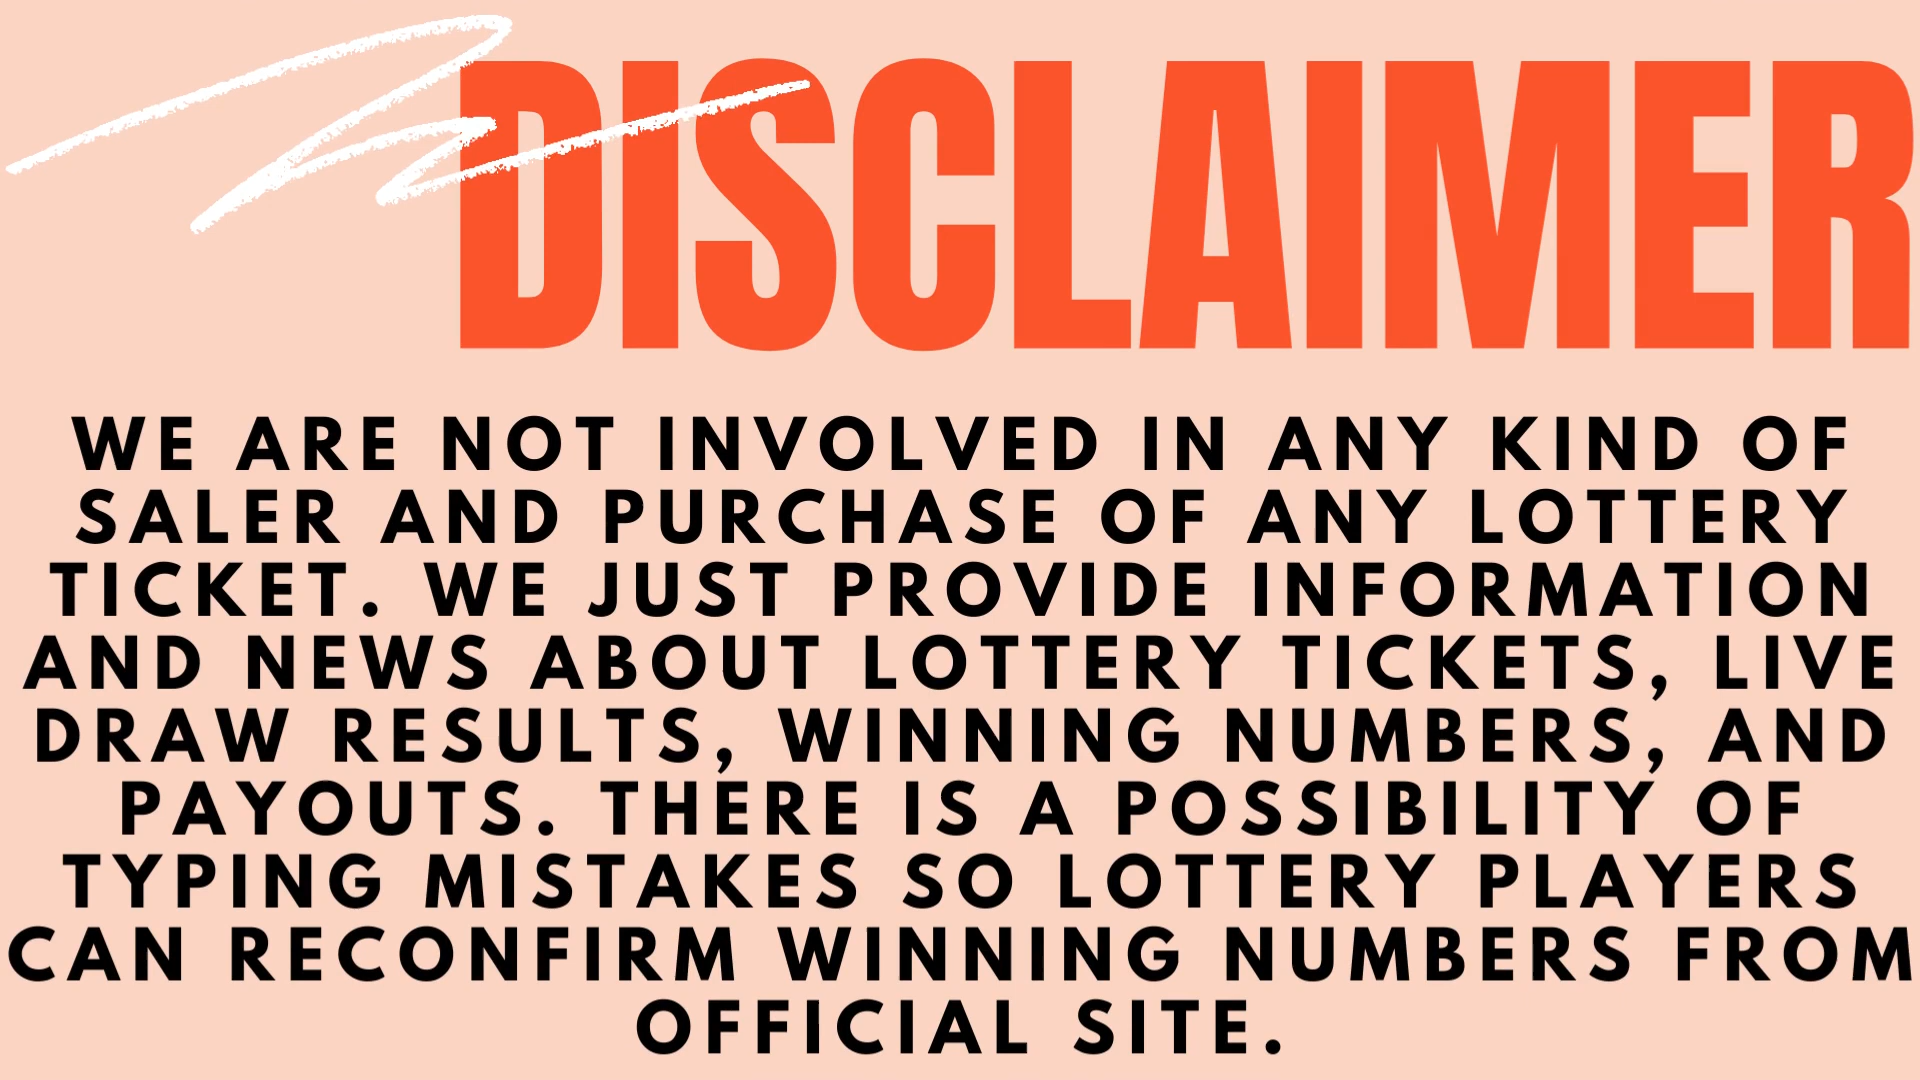 DISCLAIMER
WE ARE NOT INVOLVED IN ANY KIND OF
SALER AND PURCHASE OF ANY LOTTERY
TICKET. WE JUST PROVIDE INFORMATION
AND NEWS ABOUT LOTTERY TICKETS, LIVE
DRAW RESULTS, WINNING NUMBERS, AND
PAYOUTS. THERE IS A POSSIBILITY OF
TYPING MISTAKES SO LOTTERY PLAYERS
CAN RECONFIRM WINNING NUMBERS FROM
OFFICIAL SITE.